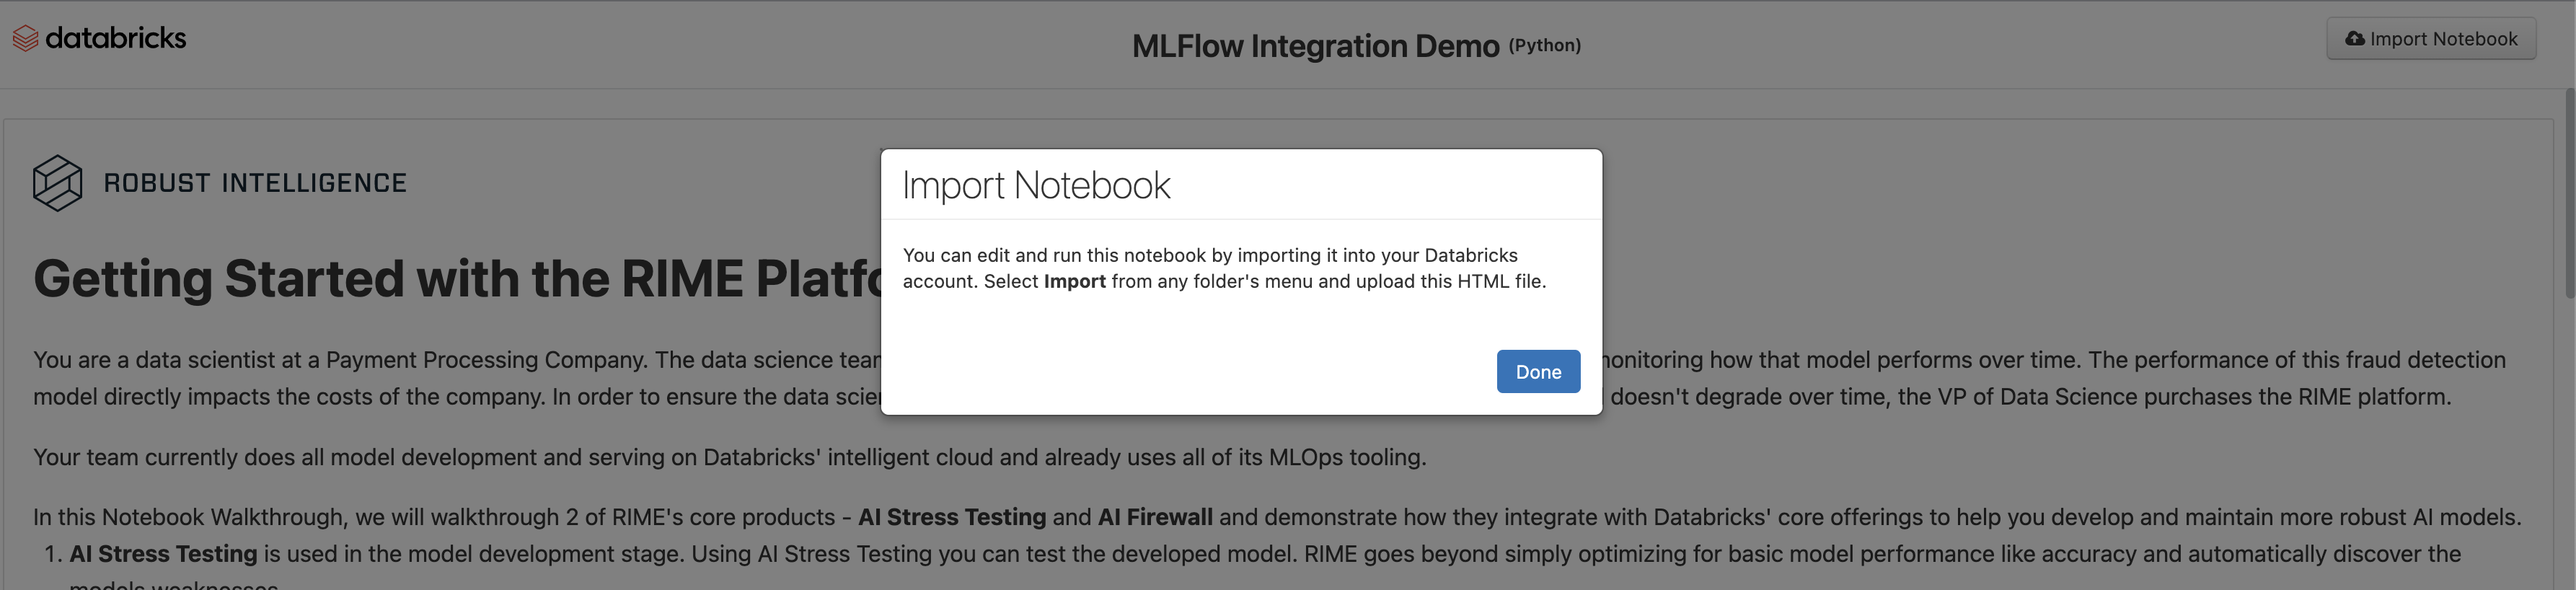 databricks
MLFlow Integration Demo (Python)
Import Notebook
ROBUST INTELLIGENCE
Import Notebook
You can edit and run this notebook by importing it into your Databricks
account. Select Import from any folder's menu and upload this HTML file.
Done
Getting Started with the RIME
You are a data scientist at a Payment Processing Company. The data science how that model performs over time. The performance of this fraud detection
model directly impacts the costs of the company. In order to ensure the data doesn't degrade over time, the VP of Data Science purchases the RIME platform.
Your team currently does all model development and serving on Databricks' intelligent cloud and already uses all of its MLOps tooling.
In this Notebook Walkthrough, we will walkthrough 2 of RIME's core products - AI Stress Testing and AI Firewall and demonstrate how they integrate with Databricks' core offerings to help you develop and maintain more robust AI models.
1. AI Stress Testing is used in the model development stage. Using AI Stress Testing you can test the developed model. RIME goes beyond simply optimizing for basic model performance like accuracy and automatically discover the